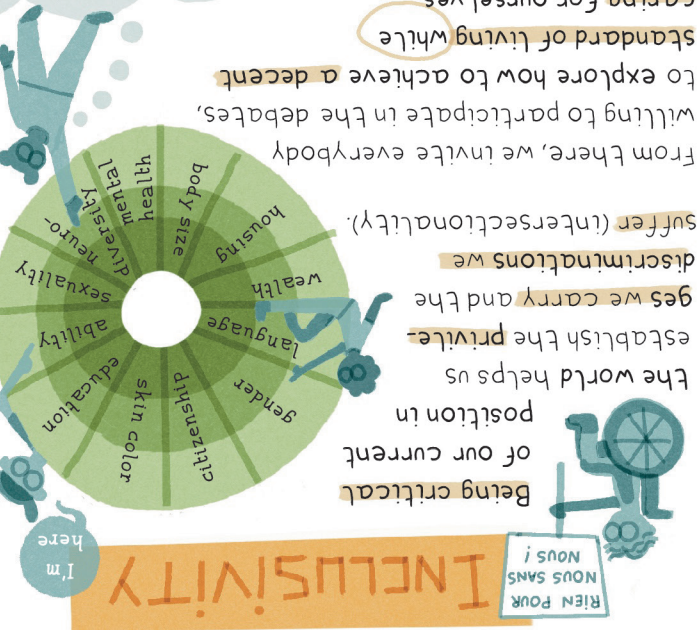 RIEN POUR
NOUS SANS
NOUS !
INCLUSIVITY
I'm
here
Being critical
of our current
position in
the world helps us
establish the privile-
ges we carry and the
discriminations we
suffer (intersectionality).
From there, we invite everybody
willing to participate in the debates,
to explore how to achieve a decent
standard of living while
caring for ourselves
citizenship
skin color
education
ability
sexuality
neuro-
diversity
mental
health
body size
housing
wealth
language
gender